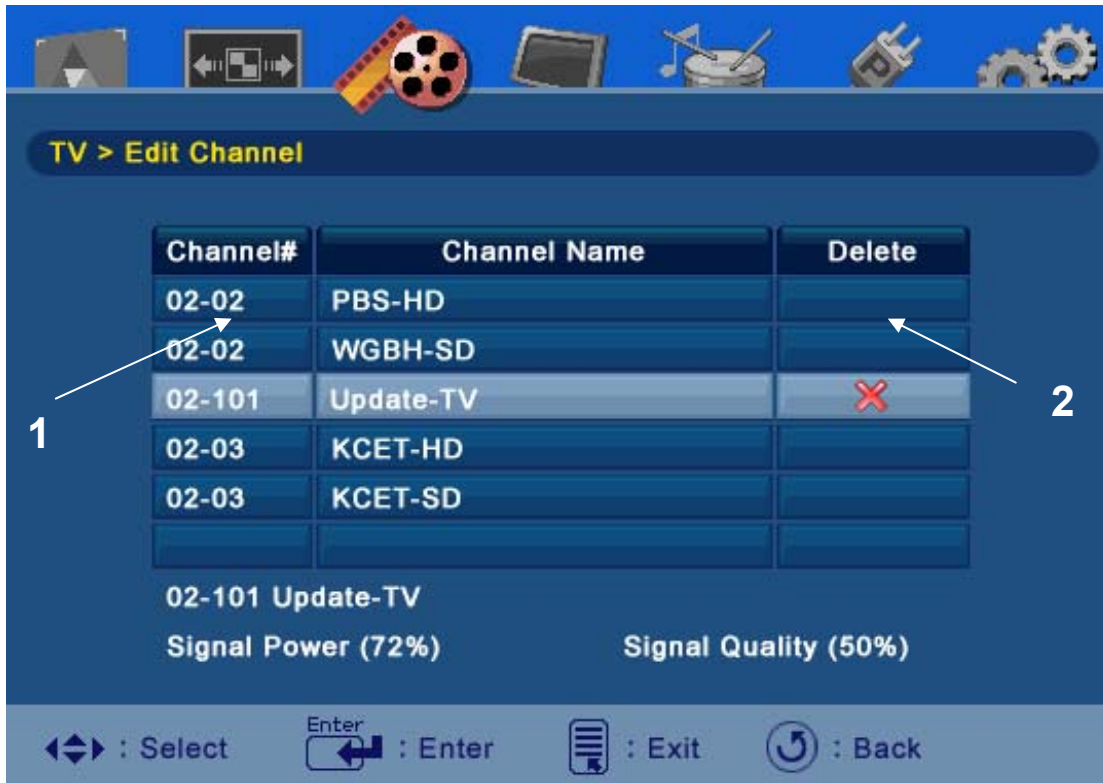 P
TV > Edit Channel
Channel# Channel Name Delete
02-02 PBS-HD
02-02 WGBH-SD
02-101 Update-TV
02-03 KCET-HD
02-03 KCET-SD
1
2
02-101 Update-TV
Signal Power (72%) Signal Quality (50%)
: Select Enter : Enter : Exit : Back